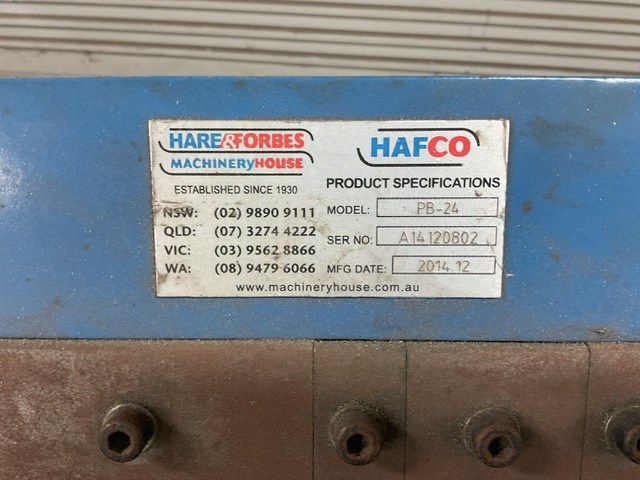 HARE&FORBES
MACHINERYHOUSE
HAFCO
ESTABLISHED SINCE 1930
PRODUCT SPECIFICATIONS
NSW: (02) 9890 9111
QLD: (07) 3274 4222
VIC: (03) 9562 8866
WA: (08) 9479 6066
MODEL: PB-24
SER NO: A14120802
MFG DATE: 2014.12
www.machineryhouse.com.au